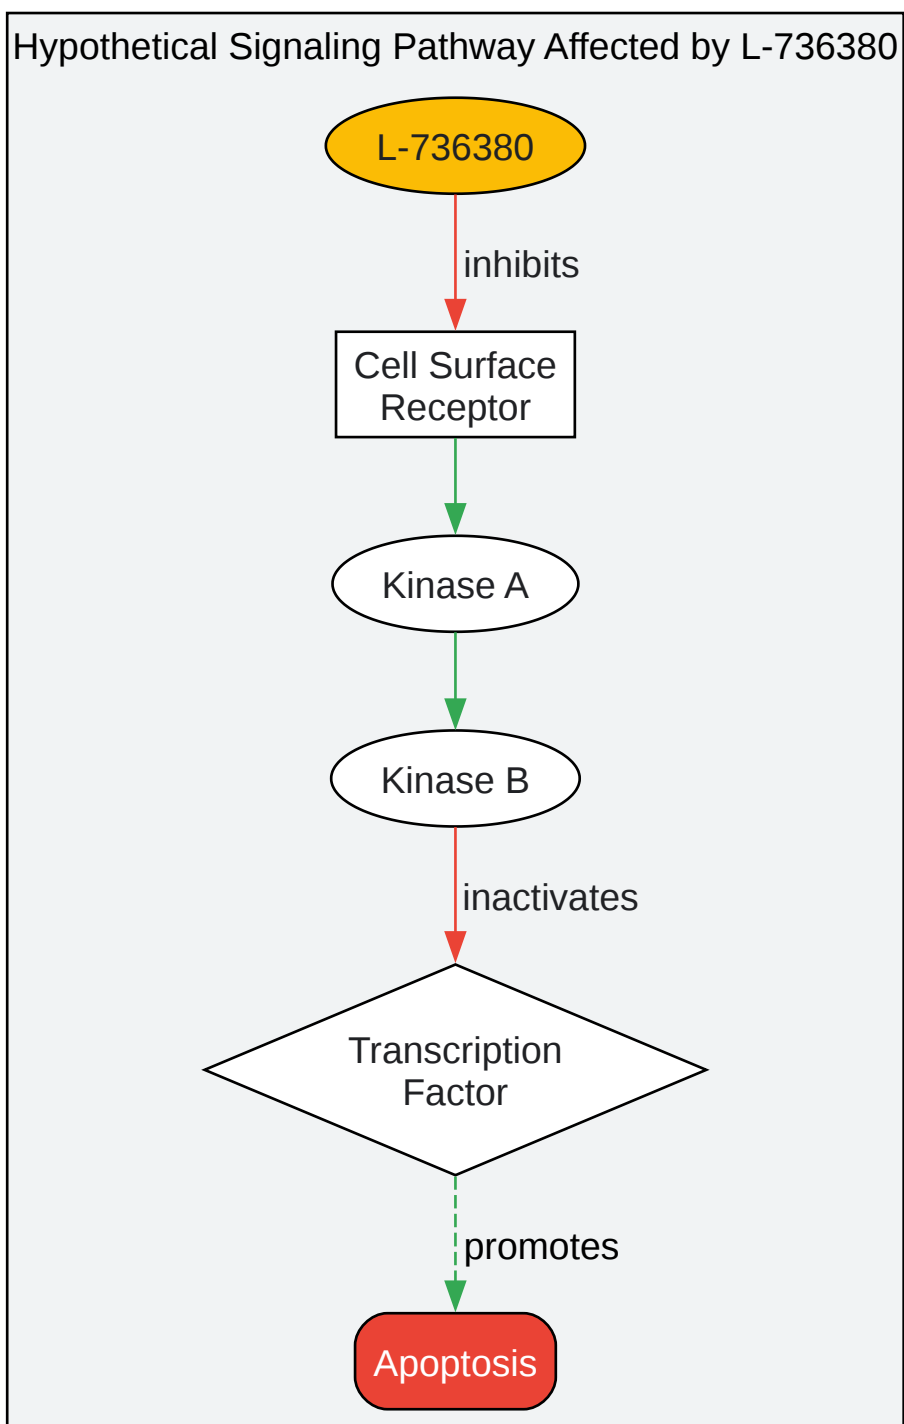 Hypothetical Signaling Pathway Affected by L-736380
L-736380
inhibits
Cell Surface
Receptor
Kinase A
Kinase B
inactivates
Transcription
Factor
promotes
Apoptosis